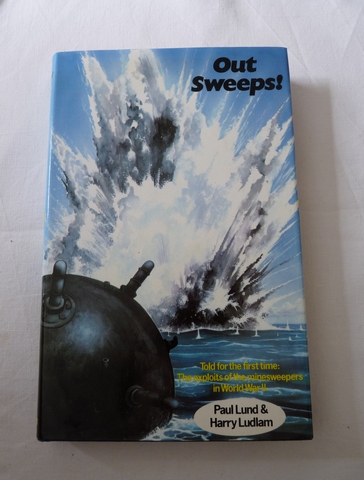 Out
Sweeps!
Told for the first time:
The exploits of the minesweepers
in World War II
Paul Lund &
Harry Ludlam